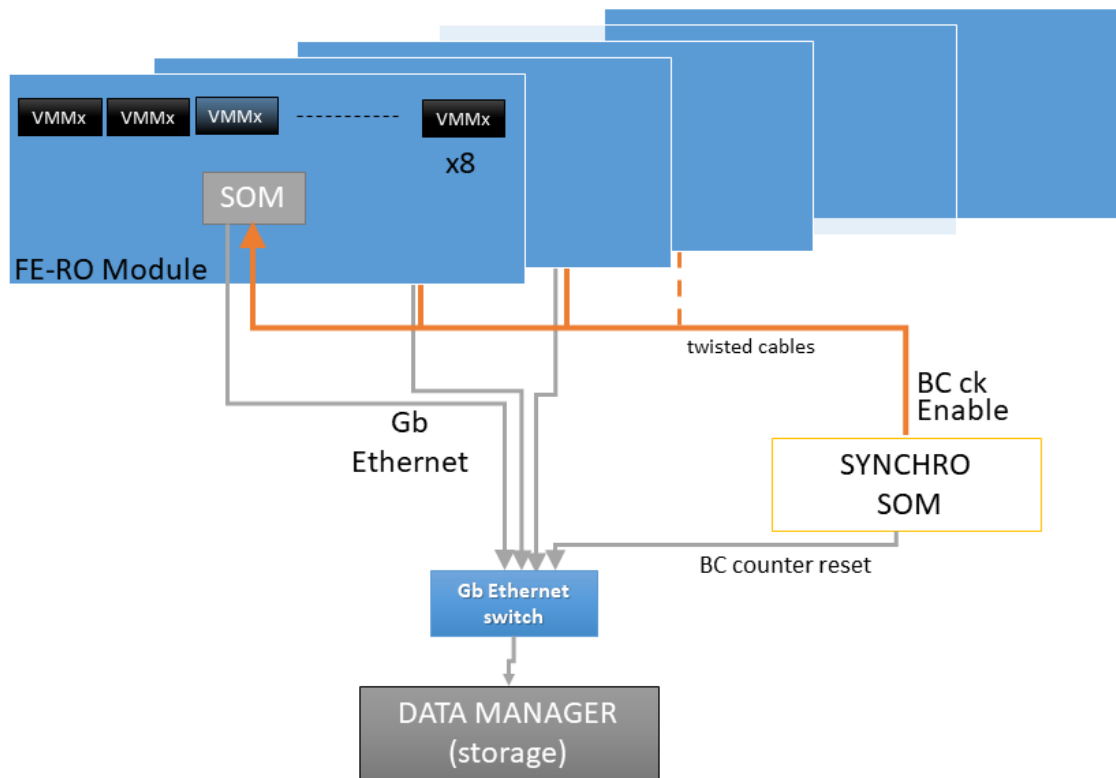 VMMx VMMx VMMx VMMx
x8
SOM
FE-RO Module
twisted cables
BC ck
Enable
Gb
Ethernet
SYNCHRO
SOM
BC counter reset
Gb Ethernet
switch
DATA MANAGER
(storage)